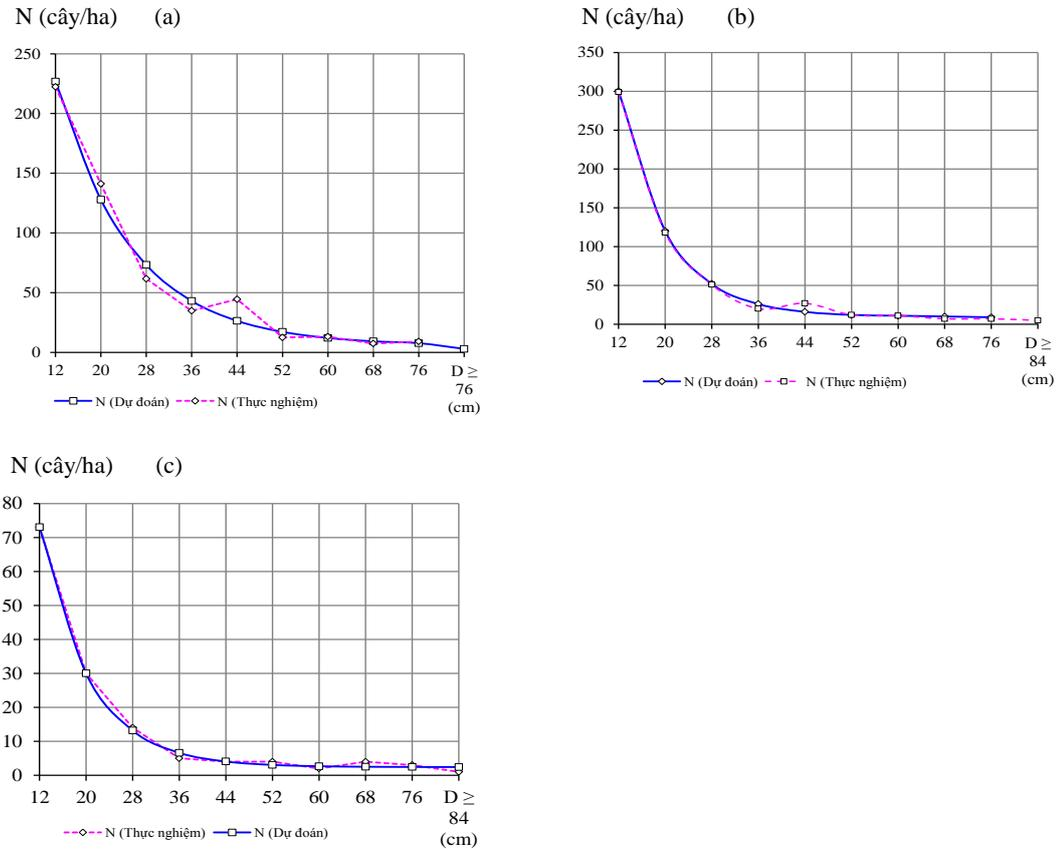 N (cây/ha) (a)
250
200
150
100
50
0
12 20 28 36 44 52 60 68 76 D ≥
76
(cm)
N (Dự đoán) N (Thực nghiệm)
N (cây/ha) (b)
350
300
250
200
150
100
50
0
12 20 28 36 44 52 60 68 76 D ≥
84
(cm)
N (Dự đoán) N (Thực nghiệm)
N (cây/ha) (c)
80
70
60
50
40
30
20
10
0
12 20 28 36 44 52 60 68 76 D ≥
84
(cm)
N (Thực nghiệm) N (Dự đoán)